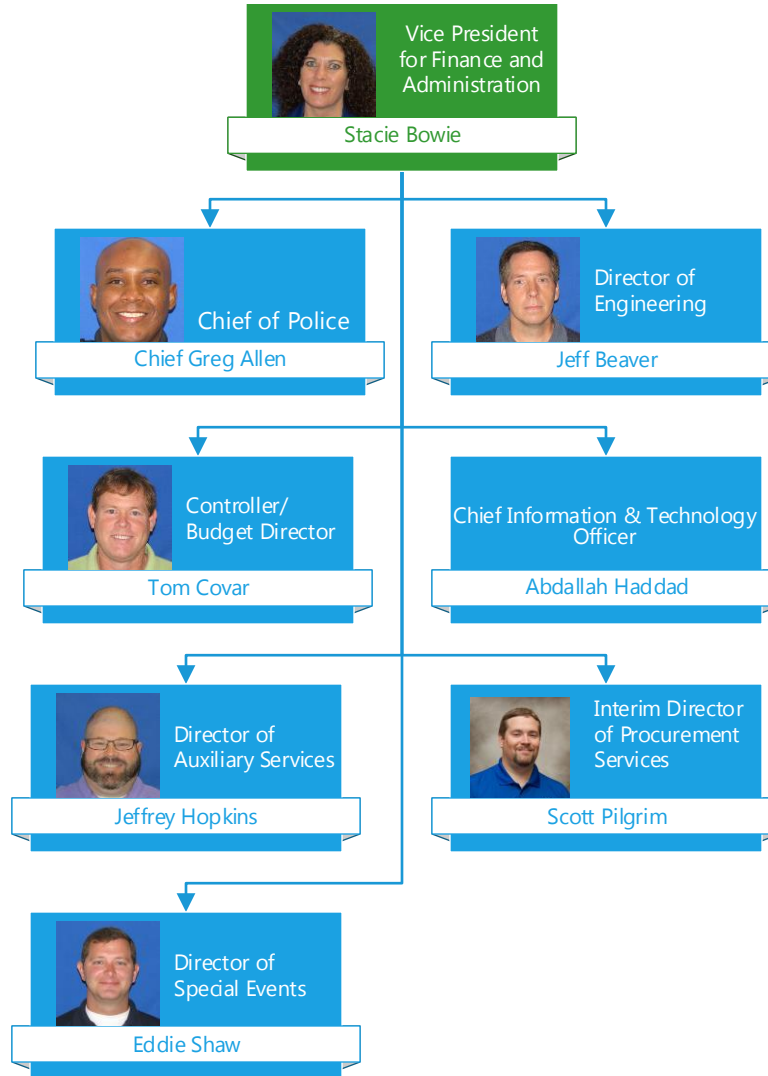 Vice President
for Finance and
Administration
Stacie Bowie
Chief of Police
Chief Greg Allen
Director of
Engineering
Jeff Beaver
Controller/
Budget Director
Tom Covar
Chief Information & Technology
Officer
Abdallah Haddad
Director of
Auxiliary Services
Jeffrey Hopkins
Interim Director
of Procurement
Services
Scott Pilgrim
Director of
Special Events
Eddie Shaw